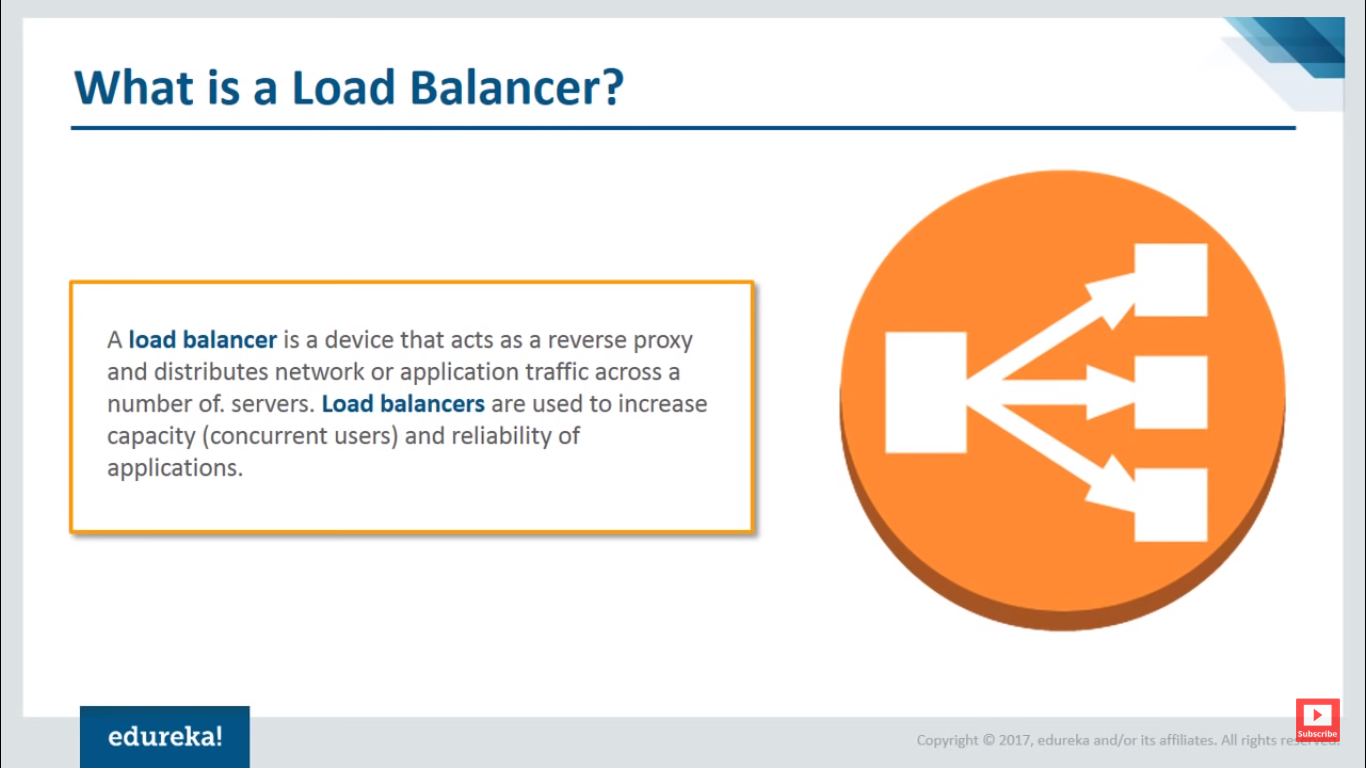 What is a Load Balancer?
A load balancer is a device that acts as a reverse proxy
and distributes network or application traffic across a
number of. servers. Load balancers are used to increase
capacity (concurrent users) and reliability of
applications.
edureka!
Copyright © 2017, edureka and/or its affiliates. All rights reserved.
Subscribe